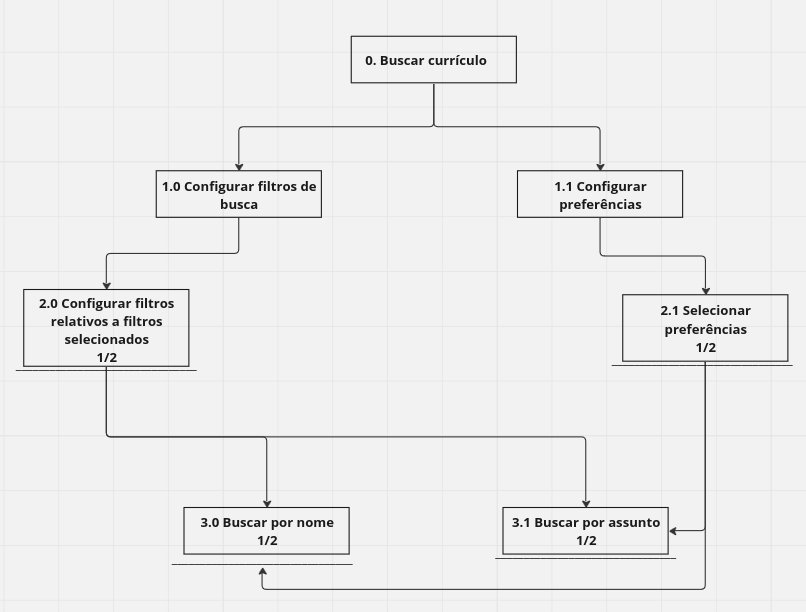 0. Buscar currículo
1.0 Configurar filtros de
busca
1.1 Configurar
preferências
2.0 Configurar filtros
relativos a filtros
selecionados
1/2
2.1 Selecionar
preferências
1/2
3.0 Buscar por nome
1/2
3.1 Buscar por assunto
1/2